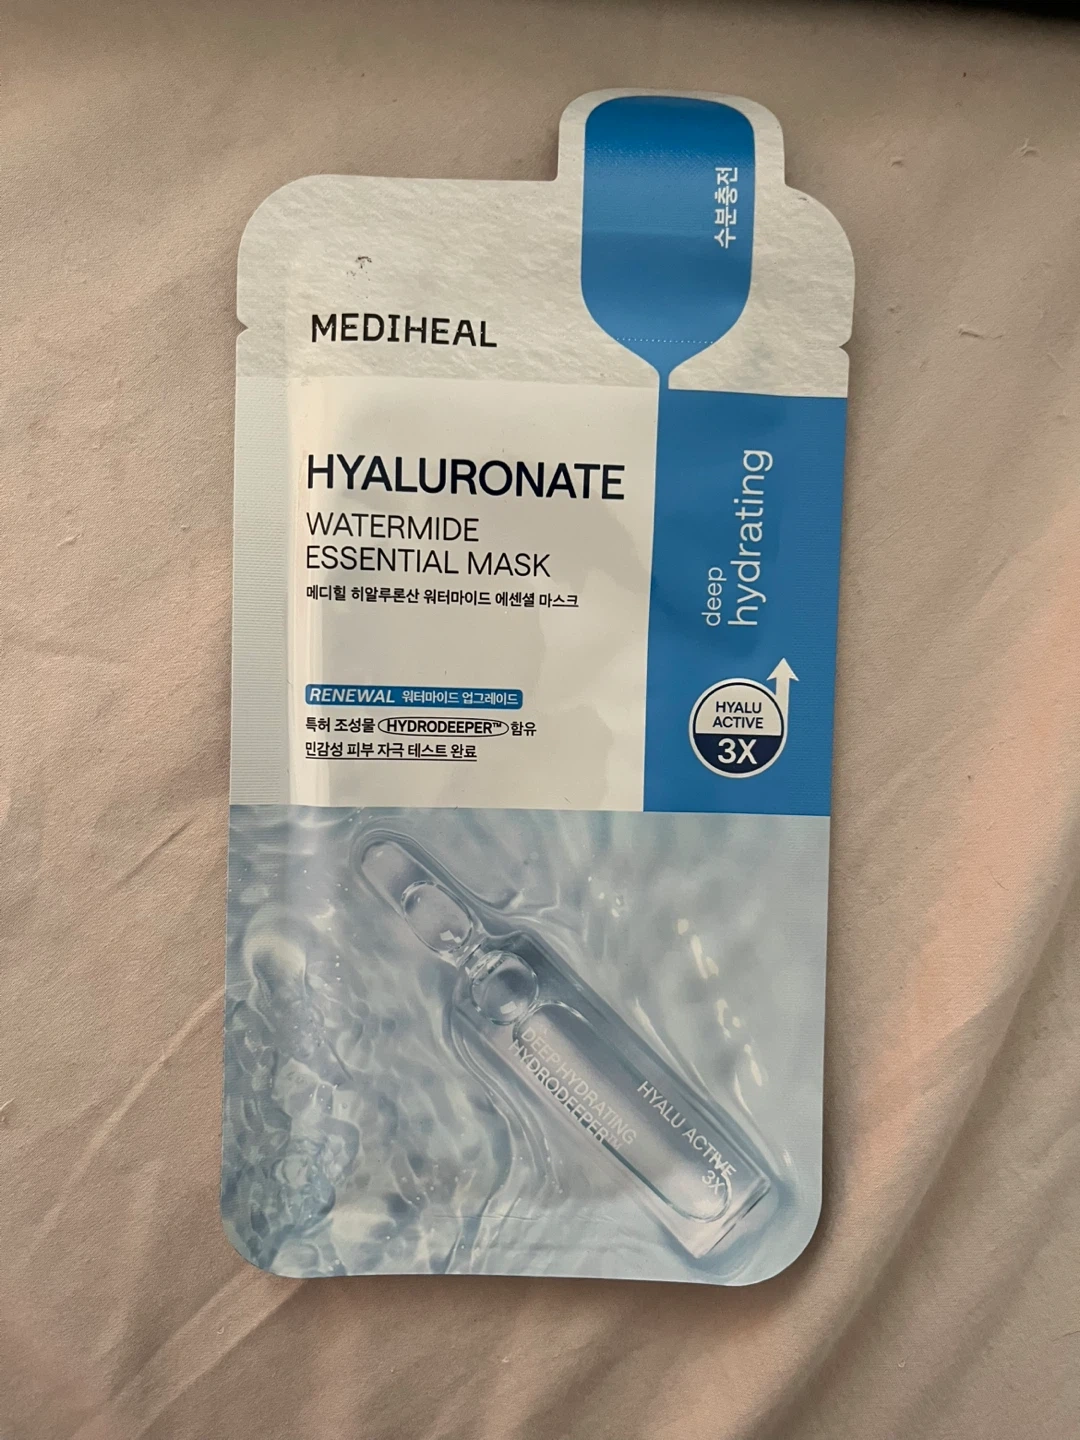 수분충전
MEDIHEAL
HYALURONATE
WATERMIDE
ESSENTIAL MASK
메디힐 히알루론산 워터마이드 에센셜 마스크
deep
hydrating
RENEWAL 워터마이드 업그레이드
특허 조성물 HYDRODEEPER™ 함유
민감성 피부 자극 테스트 완료
HYALU
ACTIVE
3X
DEEP HYDRATING
HYDRODEEPER™
HYALU ACTIVE
3X